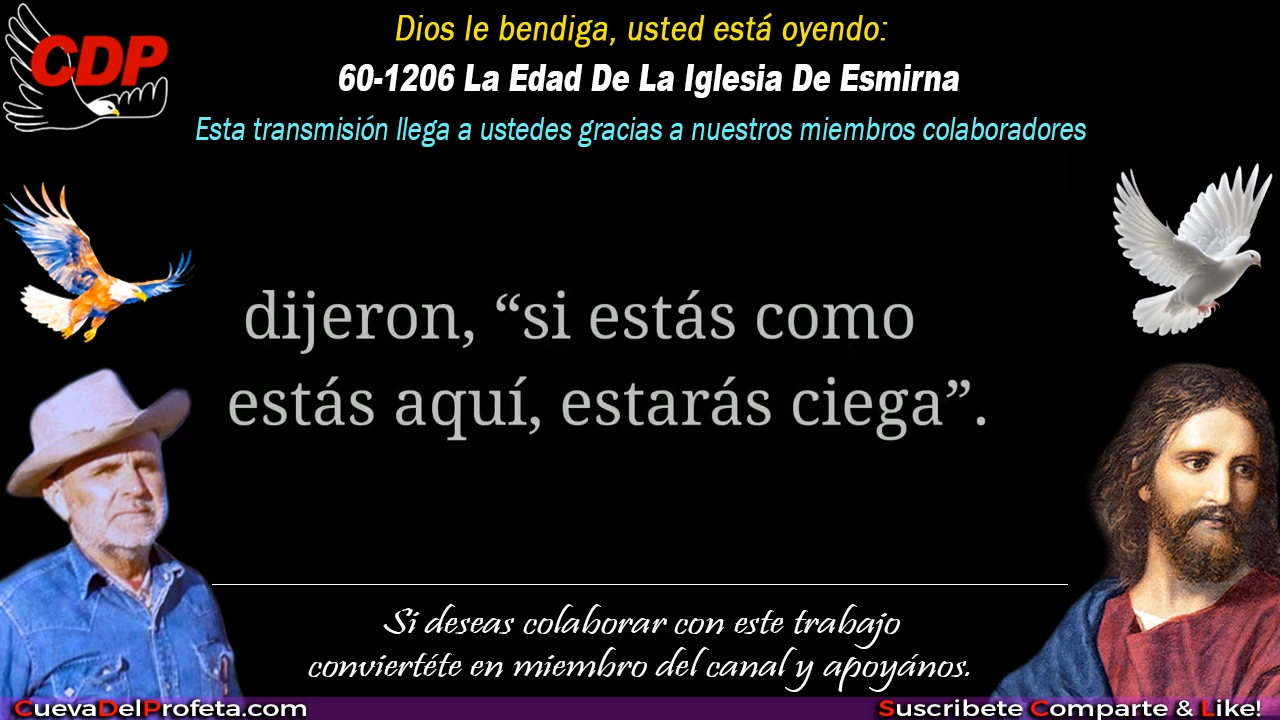 CDP
Dios le bendiga, usted está oyendo:
60-1206 La Edad De La Iglesia De Esmirna
Esta transmisión llega a ustedes gracias a nuestros miembros colaboradores
dijeron, “si estás como
estás aquí, estarás ciega”.
Si deseas colaborar con este trabajo
conviertéte en miembro del canal y apoyános.
CuevaDelProfeta.com
Suscribete Comparte & Like!